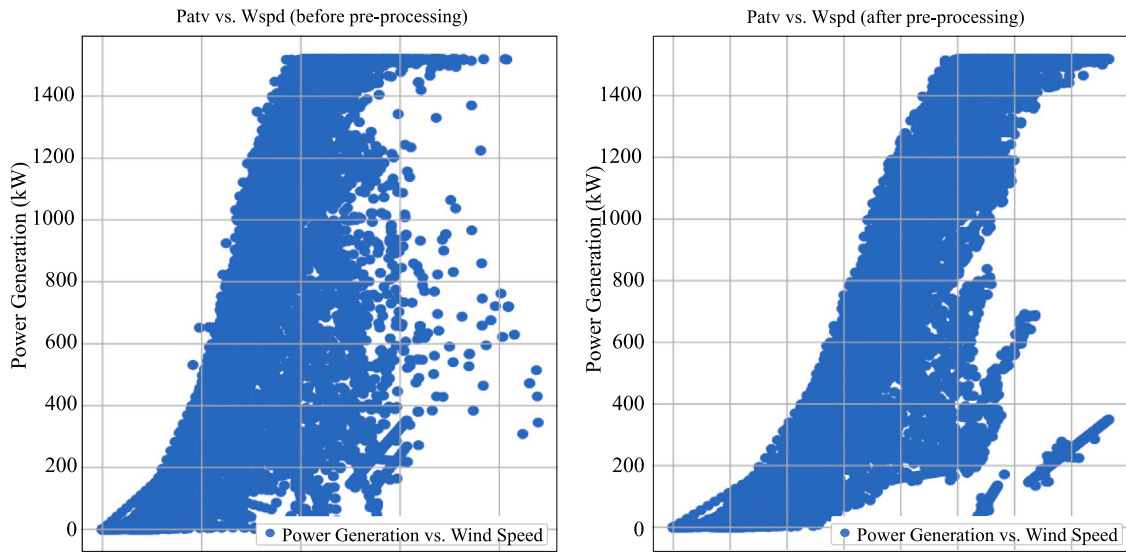 Patv vs. Wspd (before pre-processing)
Power Generation (kW)
1400
1200
1000
800
600
400
200
0
Power Generation vs. Wind Speed
Patv vs. Wspd (after pre-processing)
Power Generation (kW)
1400
1200
1000
800
600
400
200
0
Power Generation vs. Wind Speed